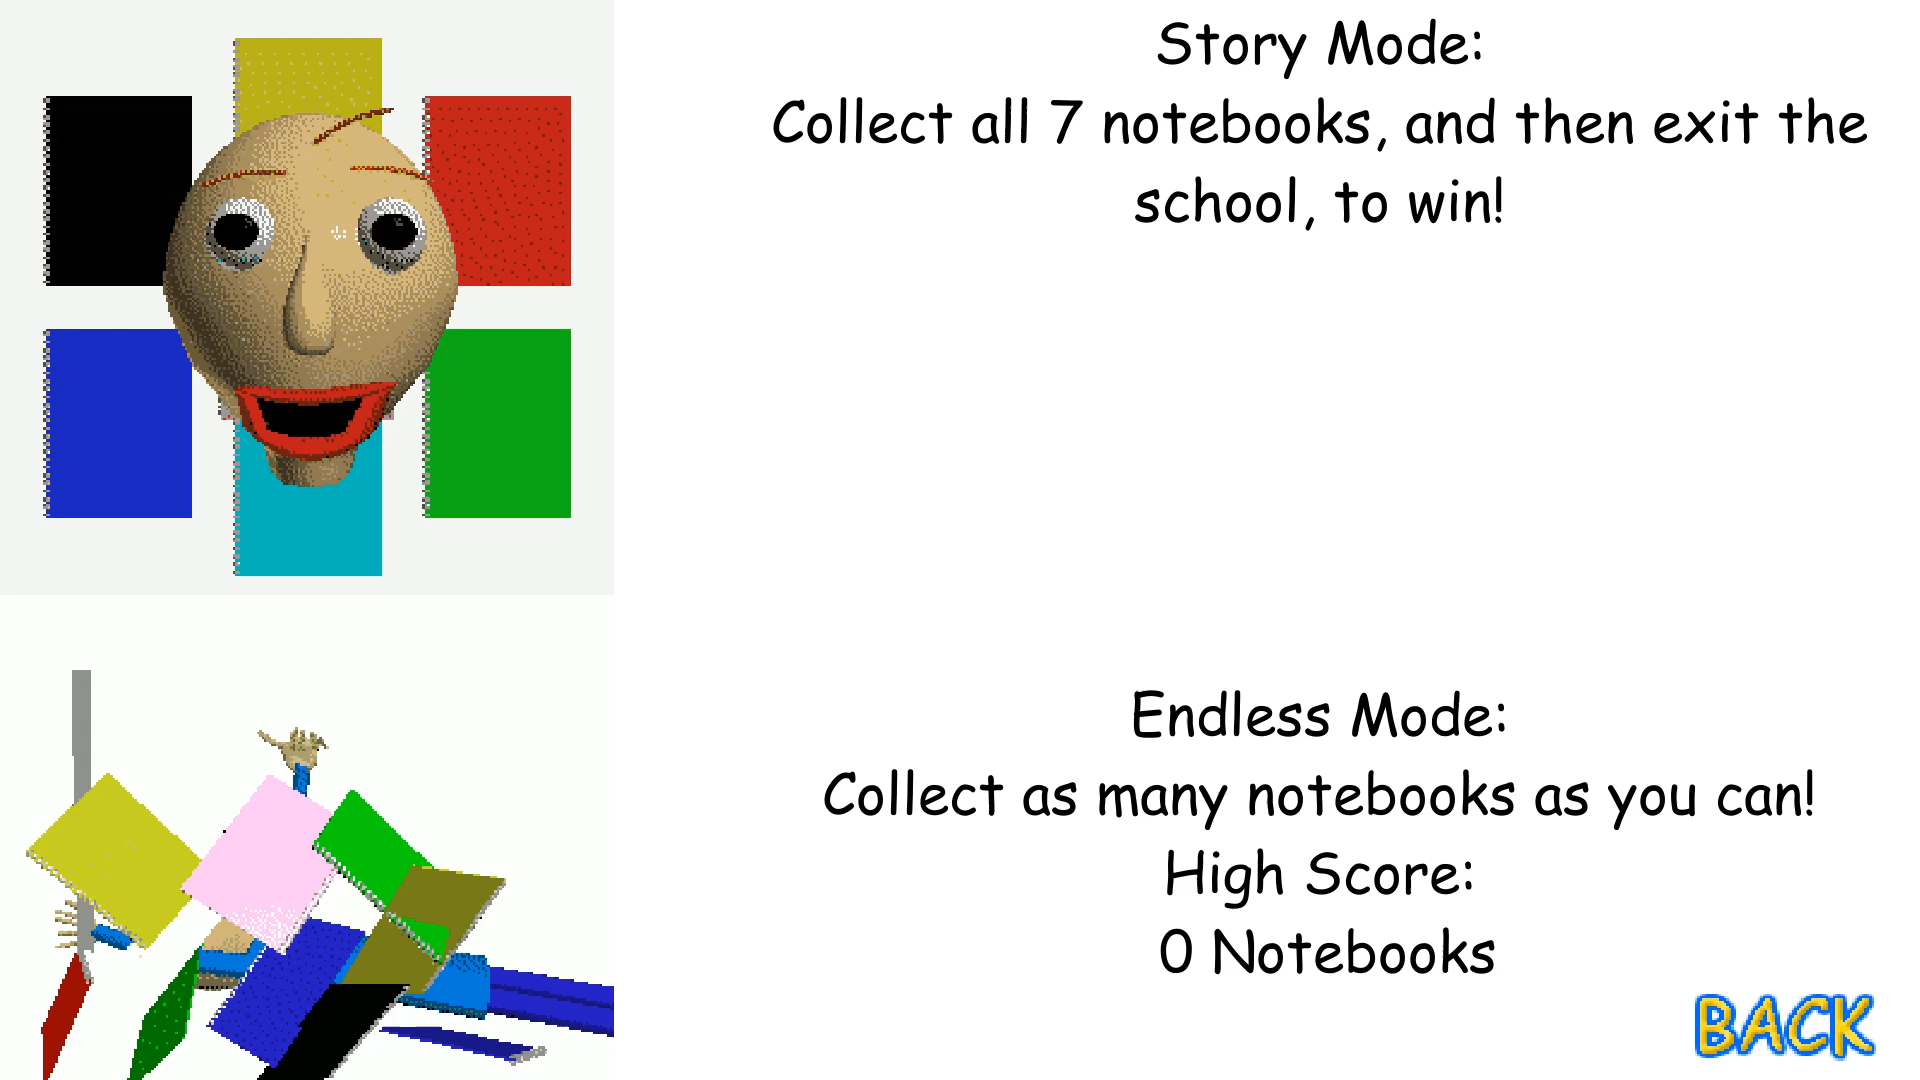 Story Mode:
Collect all 7 notebooks, and then exit the
school, to win!
Endless Mode:
Collect as many notebooks as you can!
High Score:
0 Notebooks
BACK